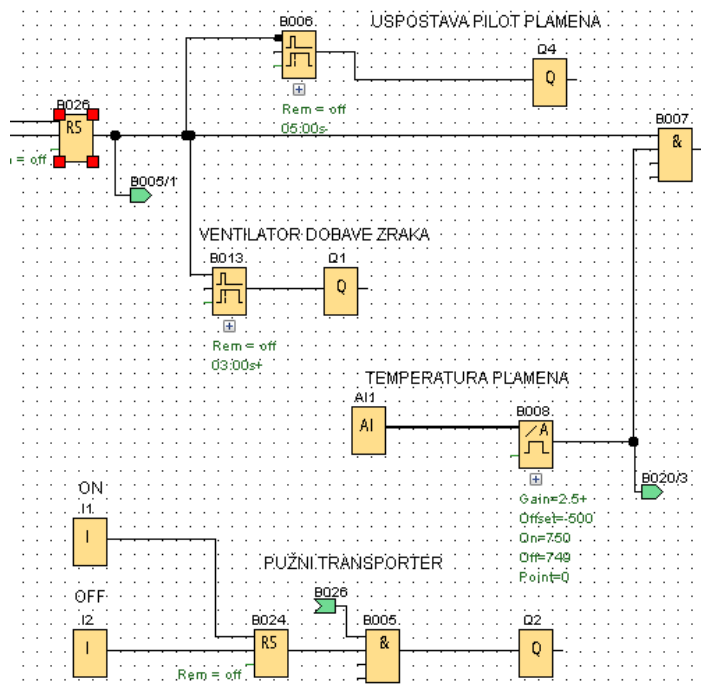 B006
USPOSTAVA PILOT PLAMENA
Q4
Q
Rem = off
05:00s-
B026
RS
= off
B007
&
B005/1
VENTILATOR DOBAVE ZRAKA
B013
Q1
Q
Rem = off
03:00s+
TEMPERATURA PLAMENA
AI1
AI
B008
/A
B020/3
Gain=2.5+
Offset=-500
On=750
Off=749
Point=0
ON
I1
I
PUŽNI TRANSPORTER
OFF
B026
I2
I
B024
RS
B005
&
Q2
Q
Rem = off